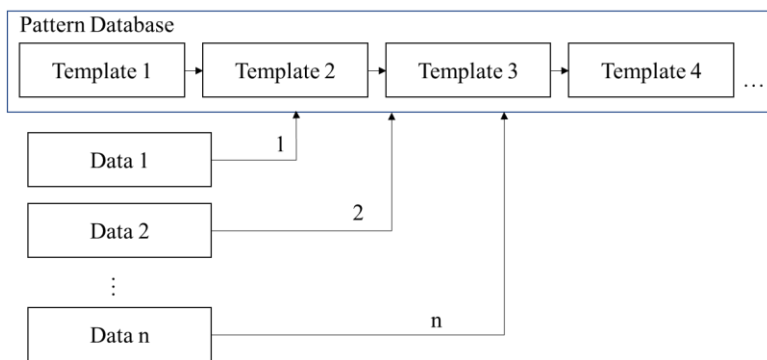 Pattern Database
Template 1
Template 2
Template 3
Template 4
…
Data 1
1
Data 2
2
⋮
Data n
n